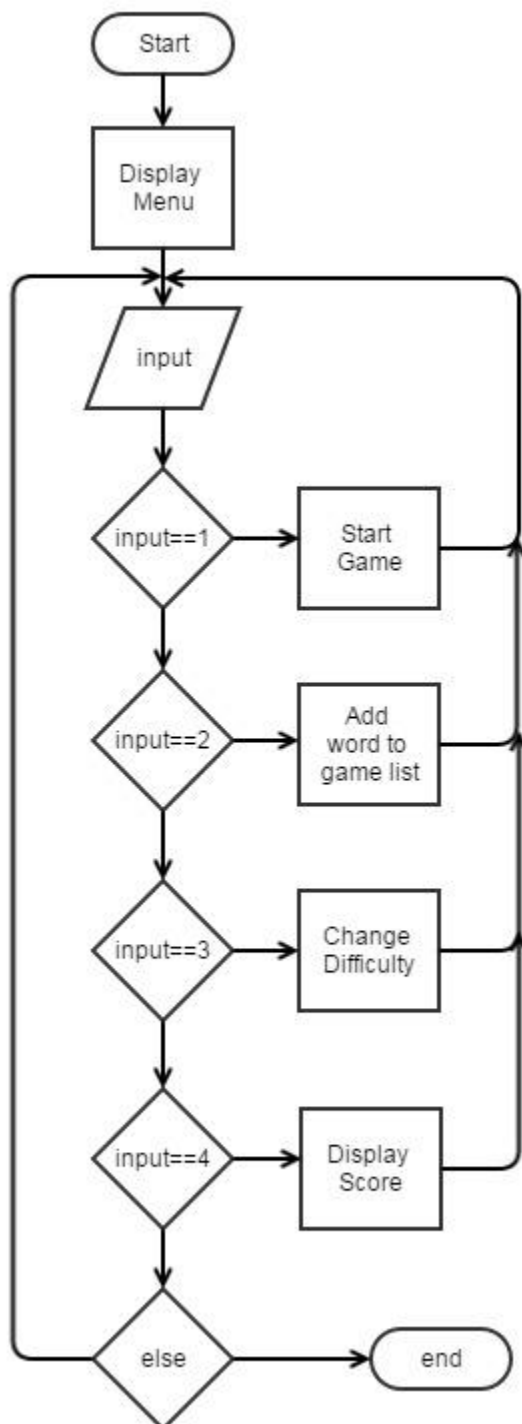 Start
Display
Menu
input
input==1
Start
Game
input==2
Add
word to
game list
input==3
Change
Difficulty
input==4
Display
Score
else
end